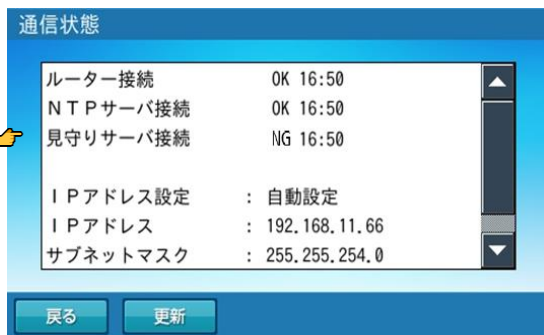 通信状態
ルーター接続 OK 16:50
ＮＴＰサーバ接続 OK 16:50
見守りサーバ接続 NG 16:50
ＩＰアドレス設定 : 自動設定
ＩＰアドレス : 192.168.11.66
サブネットマスク : 255.255.254.0
戻る 更新